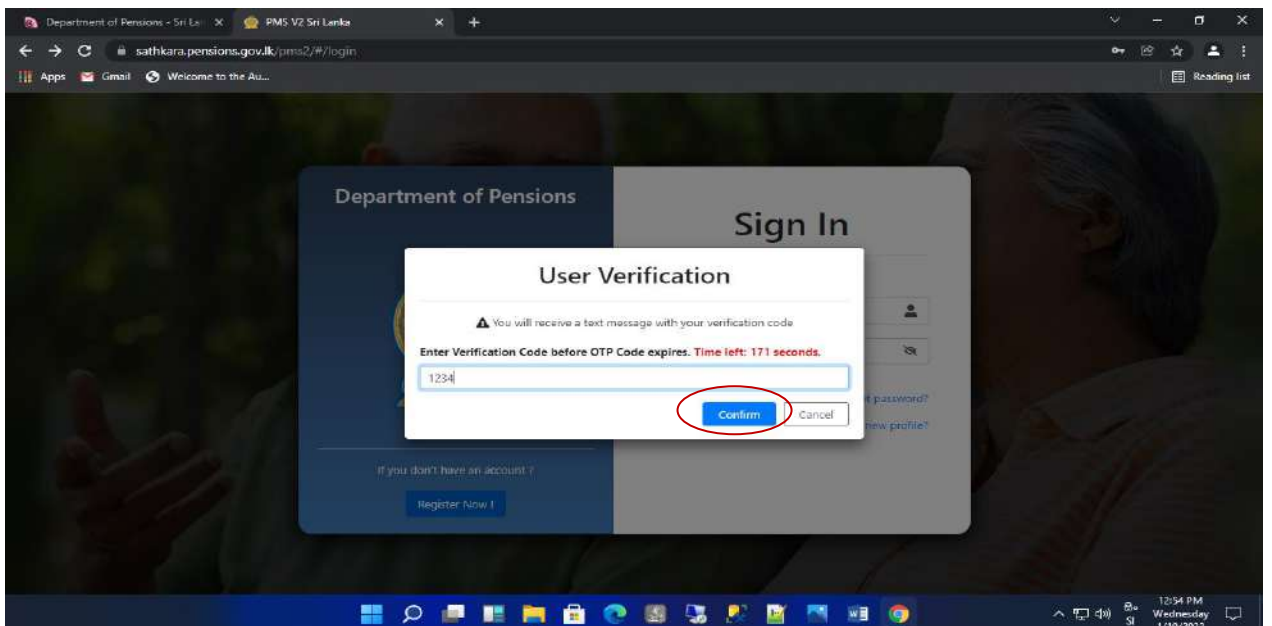 Department of Pensions - Sri La
PMS V2 Sri Lanka
sathkara.pensions.gov.lk/pms2/#/login
Apps
Gmail
Welcome to the Au...
Reading list
Department of Pensions
Sign In
User Verification
You will receive a text message with your verification code
Enter Verification Code before OTP Code expires. Time left: 171 seconds.
1234
Confirm
Cancel
password?
new profile?
If you don't have an account ?
Register Now !
12:54 PM
SI
Wednesday